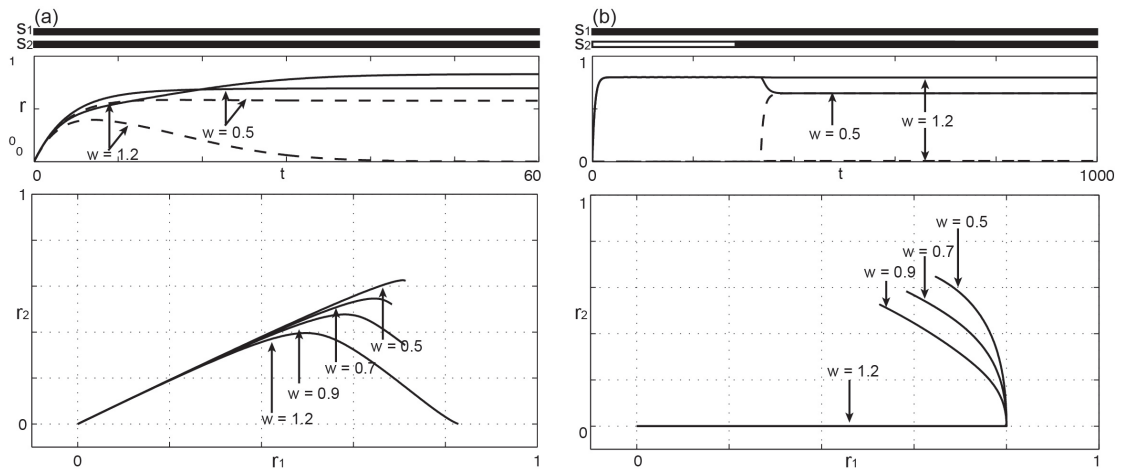 (a)
S1
S2
1
r
0
0
w = 0.5
w = 1.2
0
t
60
1
r2
0
w = 0.5
w = 0.7
w = 0.9
w = 1.2
0
r1
1
(b)
S1
S2
1
0
w = 0.5
w = 1.2
0
t
1000
1
r2
0
w = 0.5
w = 0.7
w = 0.9
w = 1.2
0
r1
1